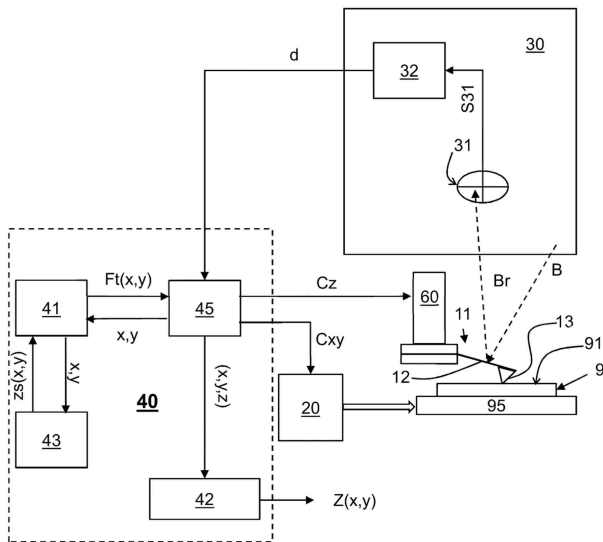 30
d
32
S31
31
B
Br
Ft(x,y)
41
45
Cz
60
11
13
91
x,y
Cxy
zs(x,y)
x,y
(x,y,z)
12
9
40
20
95
43
42
Z(x,y)